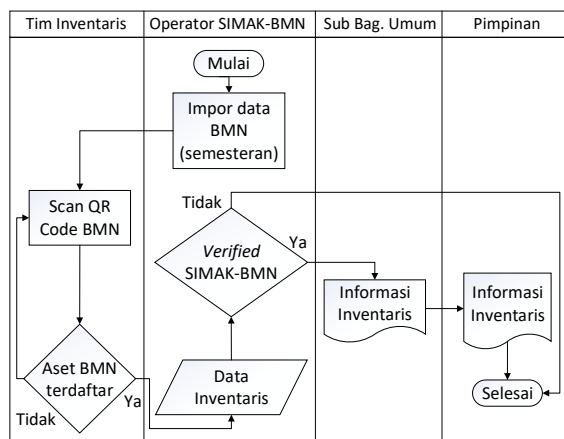 Tim Inventaris
Operator SIMAK-BMN
Sub Bag. Umum
Pimpinan
Mulai
Impor data
BMN
(semesteran)
Scan QR
Code BMN
Tidak
Verified
SIMAK-BMN
Ya
Informasi
Inventaris
Informasi
Inventaris
Aset BMN
terdaftar
Tidak
Ya
Data
Inventaris
Selesai